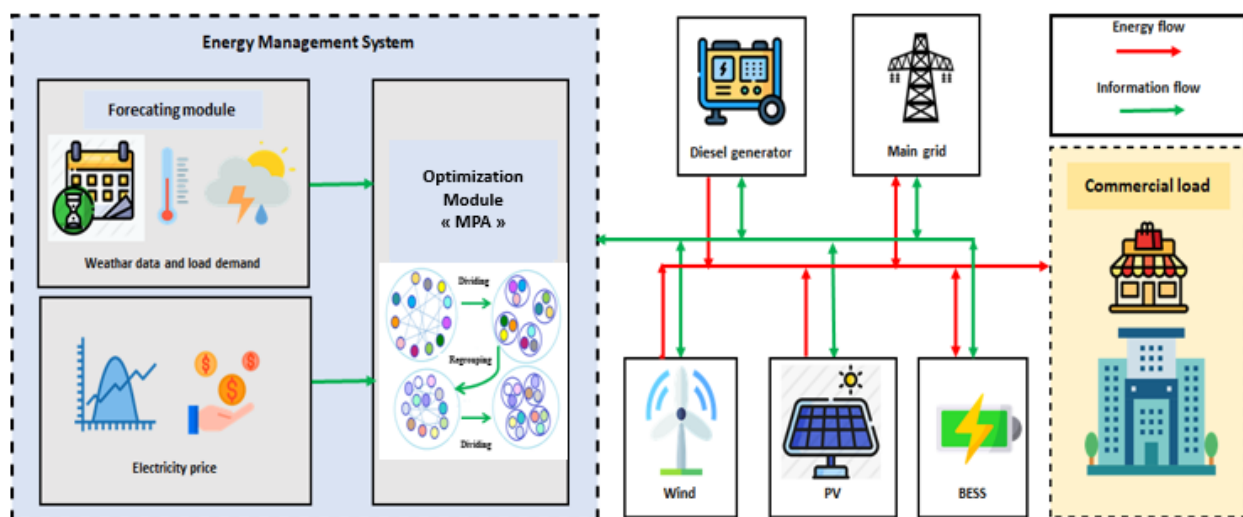 Energy Management System
Forecating module
Weathar data and load demand
Electricity price
Optimization
Module
« MPA »
Dividing
Regrouping
Dividing
Diesel generator
Main grid
Wind
PV
BESS
Energy flow
Information flow
Commercial load